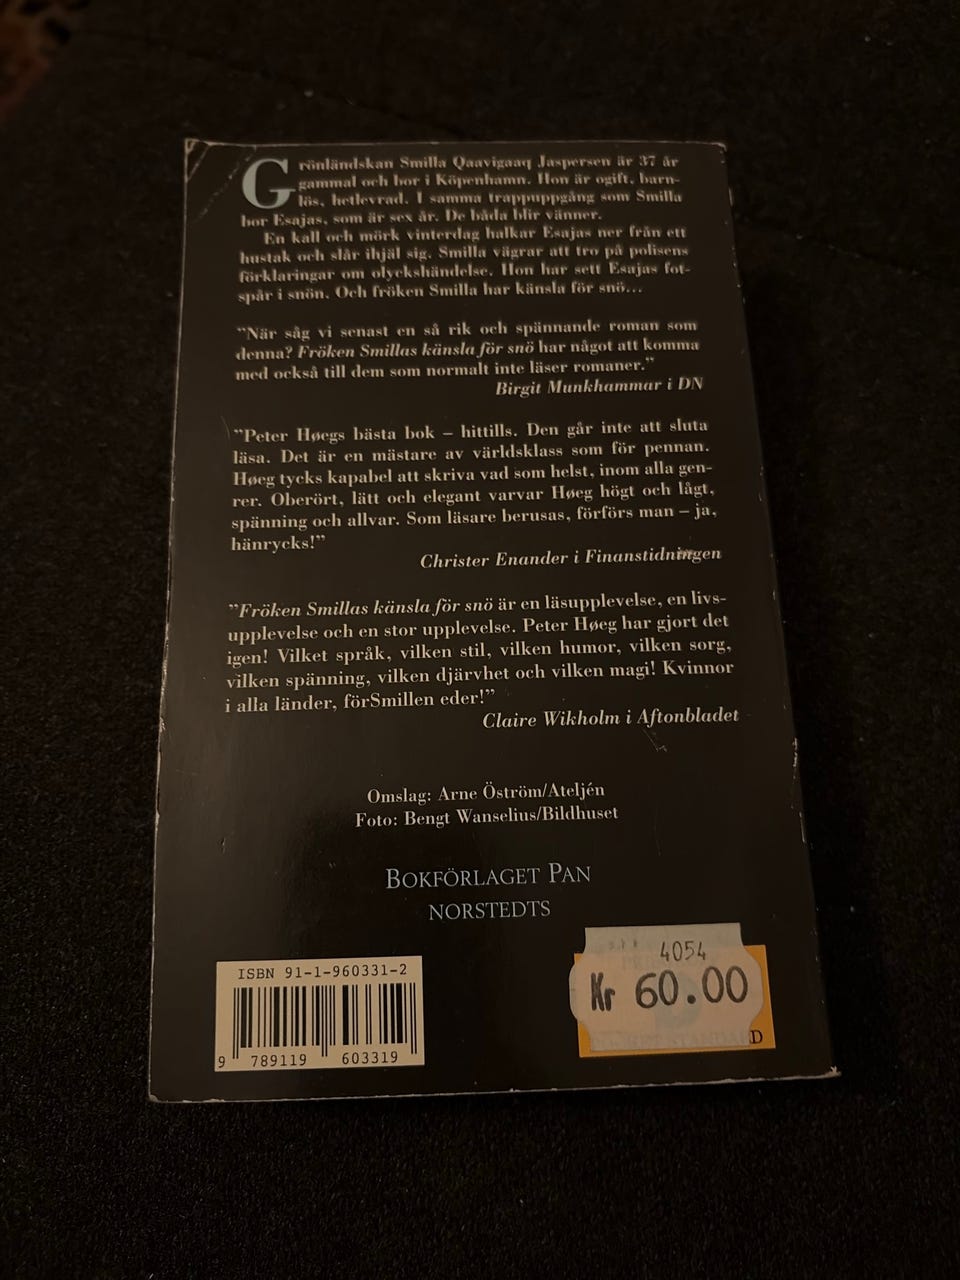 Grönländskan Smilla Qaavigaaq Jaspersen är 37 år
gammal och bor i Köpenhamn. Hon är ogift, barn-
lös, hetlevrad. I samma trappuppgång som Smilla
bor Esajas, som är sex år. De båda blir vänner.
En kall och mörk vinterdag halkar Esajas ner från ett
hustak och slår ihjäl sig. Smilla vägrar att tro på polisens
förklaringar om olyckshändelse. Hon har sett Esajas fot-
spår i snön. Och fröken Smilla har känsla för snö...
”När såg vi senast en så rik och spännande roman som
denna? Fröken Smillas känsla för snö har något att komma
med också till dem som normalt inte läser romaner.”
Birgit Munkhammar i DN
”Peter Høegs bästa bok – hittills. Den går inte att sluta
läsa. Det är en mästare av världsklass som för pennan.
Høeg tycks kapabel att skriva vad som helst, inom alla gen-
rer. Oberört, lätt och elegant varvar Høeg högt och lågt,
spänning och allvar. Som läsare berusas, förförs man – ja,
hänrycks!”
Christer Enander i Finanstidningen
”Fröken Smillas känsla för snö är en läsupplevelse, en livs-
upplevelse och en stor upplevelse. Peter Høeg har gjort det
igen! Vilket språk, vilken stil, vilken humor, vilken sorg,
vilken spänning, vilken djärvhet och vilken magi! Kvinnor
i alla länder, förSmillen eder!”
Claire Wikholm i Aftonbladet
Omslag: Arne Öström/Ateljén
Foto: Bengt Wanselius/Bildhuset
BOKFÖRLAGET PAN
NORSTEDTS
ISBN 91-1-960331-2
9 789119 603319
4054
Kr 60.00